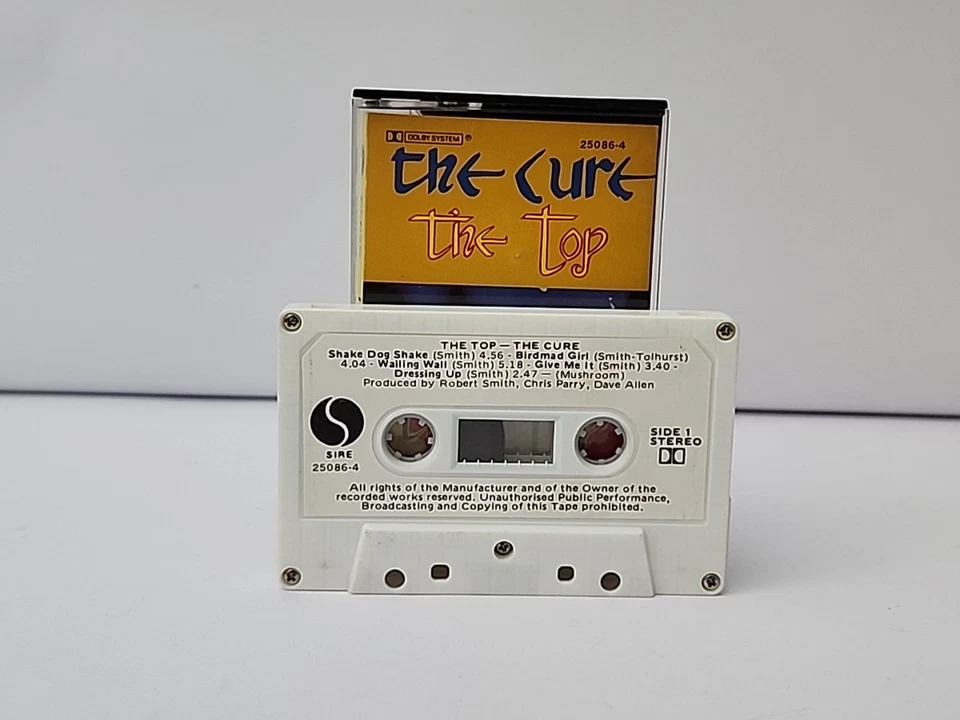 DOLBY SYSTEM ®
25086-4
the cure
the top
THE TOP — THE CURE
Shake Dog Shake (Smith) 4.56 - Birdmad Girl (Smith-Tolhurst)
4.04 - Wailing Wall (Smith) 5.18 - Give Me It (Smith) 3.40 -
Dressing Up (Smith) 2.47 — (Mushroom)
Produced by Robert Smith, Chris Parry, Dave Allen
SIRE
25086-4
SIDE 1
STEREO
All rights of the Manufacturer and of the Owner of the
recorded works reserved. Unauthorised Public Performance,
Broadcasting and Copying of this Tape prohibited.